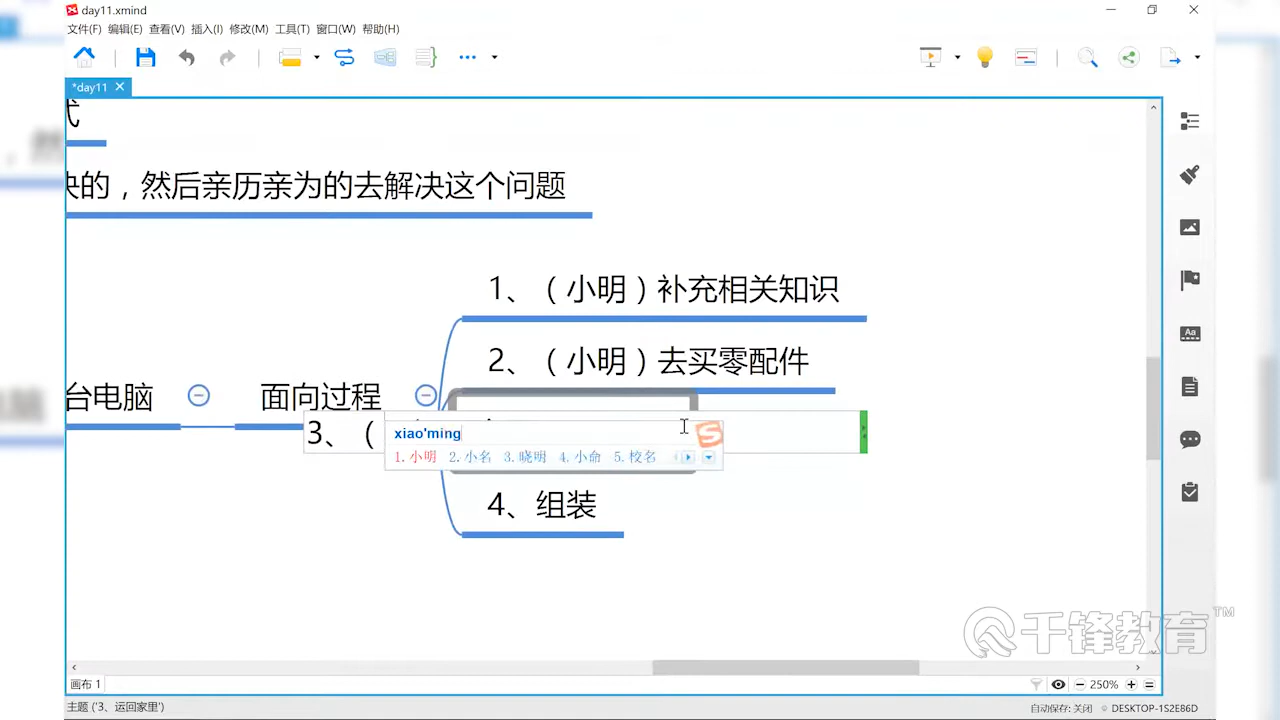 day11.xmind
文件(F) 编辑(E) 查看(V) 插入(I) 修改(M) 工具(T) 窗口(W) 帮助(H)
*day11
式
决的，然后亲历亲为的去解决这个问题
1、（小明）补充相关知识
2、（小明）去买零配件
台电脑
面向过程
3、（
xiao'ming
1.小明 2.小名 3.晓明 4.小命 5.校名
4、组装
千锋教育TM
画布 1
250%
主题 ('3、运回家里')
自动保存: 关闭
DESKTOP-1S2E86D